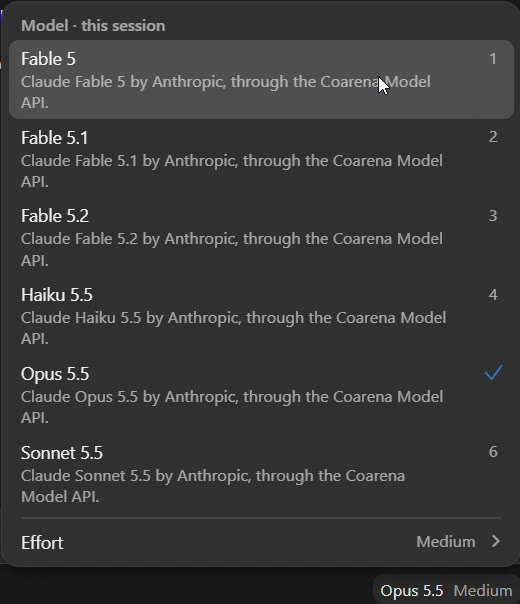 Model · this session
Fable 5 1
Claude Fable 5 by Anthropic, through the Coarena Model
API.
Fable 5.1 2
Claude Fable 5.1 by Anthropic, through the Coarena Model
API.
Fable 5.2 3
Claude Fable 5.2 by Anthropic, through the Coarena Model
API.
Haiku 5.5 4
Claude Haiku 5.5 by Anthropic, through the Coarena Model
API.
Opus 5.5
Claude Opus 5.5 by Anthropic, through the Coarena Model
API.
Sonnet 5.5 6
Claude Sonnet 5.5 by Anthropic, through the Coarena
Model API.
Effort Medium
Opus 5.5 Medium